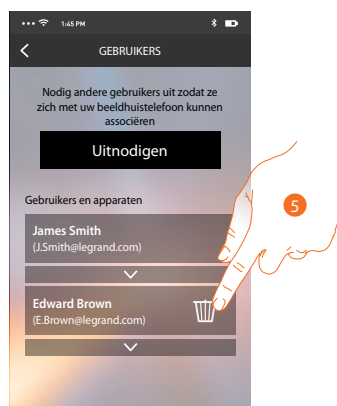 1:45 PM
GEBRUIKERS
Nodig andere gebruikers uit zodat ze
zich met uw beeldhuistelefoon kunnen
associëren
Uitnodigen
Gebruikers en apparaten
James Smith
(J.Smith@legrand.com)
Edward Brown
(E.Brown@legrand.com)
5